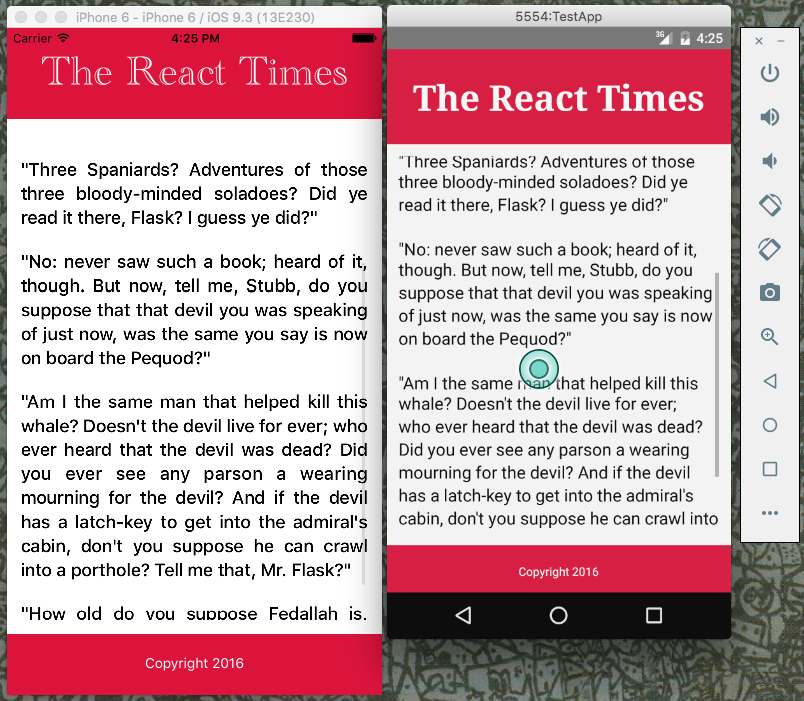 iPhone 6 - iPhone 6 / iOS 9.3 (13E230)
Carrier
4:25 PM
The React Times
"Three Spaniards? Adventures of those
three bloody-minded soladoes? Did ye
read it there, Flask? I guess ye did?"
"No: never saw such a book; heard of it,
though. But now, tell me, Stubb, do you
suppose that that devil you was speaking
of just now, was the same you say is now
on board the Pequod?"
"Am I the same man that helped kill this
whale? Doesn't the devil live for ever; who
ever heard that the devil was dead? Did
you ever see any parson a wearing
mourning for the devil? And if the devil
has a latch-key to get into the admiral's
cabin, don't you suppose he can crawl
into a porthole? Tell me that, Mr. Flask?"
"How old do you suppose Fedallah is,
Copyright 2016
5554:TestApp
3G
4:25
The React Times
"Three Spaniards? Adventures of those
three bloody-minded soladoes? Did ye
read it there, Flask? I guess ye did?"
"No: never saw such a book; heard of it,
though. But now, tell me, Stubb, do you
suppose that that devil you was speaking
of just now, was the same you say is now
on board the Pequod?"
"Am I the same man that helped kill this
whale? Doesn't the devil live for ever;
who ever heard that the devil was dead?
Did you ever see any parson a wearing
mourning for the devil? And if the devil
has a latch-key to get into the admiral's
cabin, don't you suppose he can crawl into
Copyright 2016